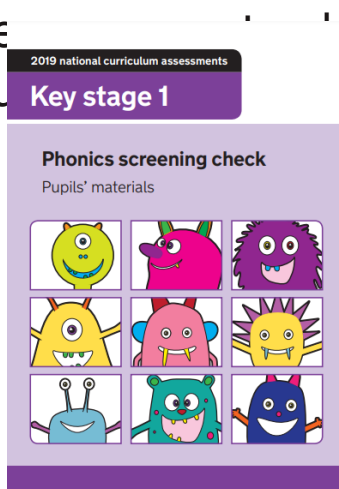 2019 national curriculum assessments
Key stage 1
Phonics screening check
Pupils' materials